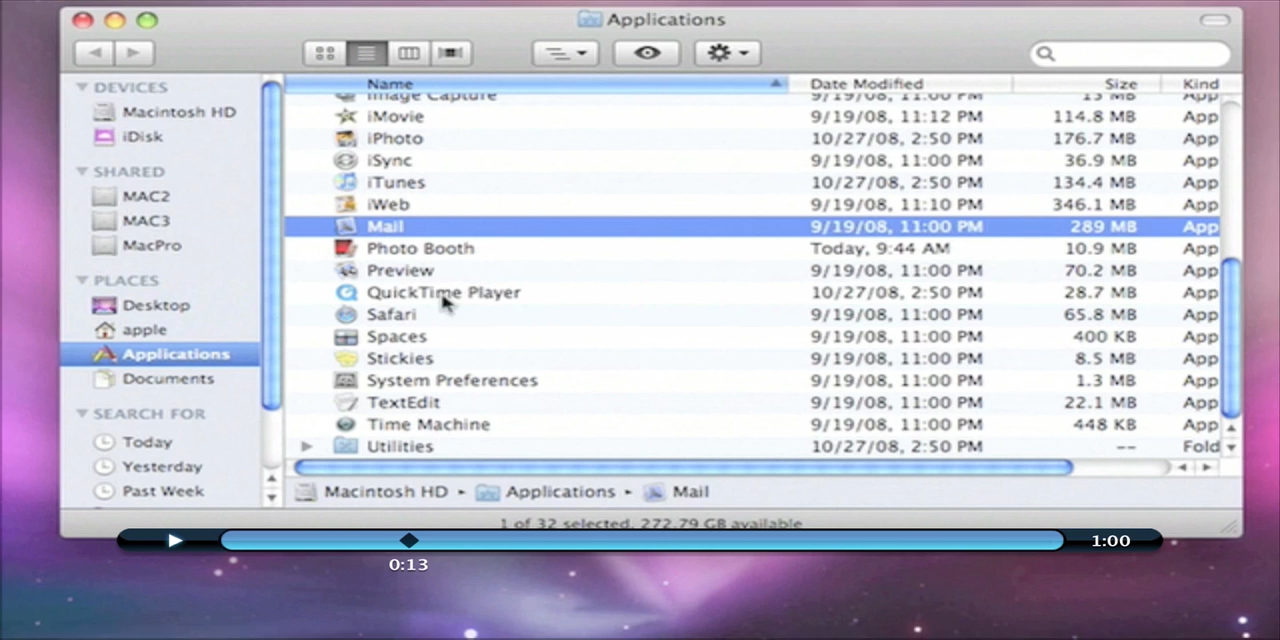 Applications
Name Date Modified Size Kind
DEVICES
Macintosh HD
iDisk
SHARED
MAC2
MAC3
MacPro
PLACES
Desktop
apple
Applications
Documents
SEARCH FOR
Today
Yesterday
Past Week
Image Capture 9/19/08, 11:00 PM 13 MB App
iMovie 9/19/08, 11:12 PM 114.8 MB App
iPhoto 10/27/08, 2:50 PM 176.7 MB App
iSync 9/19/08, 11:00 PM 36.9 MB App
iTunes 10/27/08, 2:50 PM 134.4 MB App
iWeb 9/19/08, 11:10 PM 346.1 MB App
Mail 9/19/08, 11:00 PM 289 MB App
Photo Booth Today, 9:44 AM 10.9 MB App
Preview 9/19/08, 11:00 PM 70.2 MB App
QuickTime Player 10/27/08, 2:50 PM 28.7 MB App
Safari 9/19/08, 11:00 PM 65.8 MB App
Spaces 9/19/08, 11:00 PM 400 KB App
Stickies 9/19/08, 11:00 PM 8.5 MB App
System Preferences 9/19/08, 11:00 PM 1.3 MB App
TextEdit 9/19/08, 11:00 PM 22.1 MB App
Time Machine 9/19/08, 11:00 PM 448 KB App
Utilities 10/27/08, 2:50 PM -- Fold
Macintosh HD Applications Mail
1 of 32 selected, 272.79 GB available
1:00
0:13